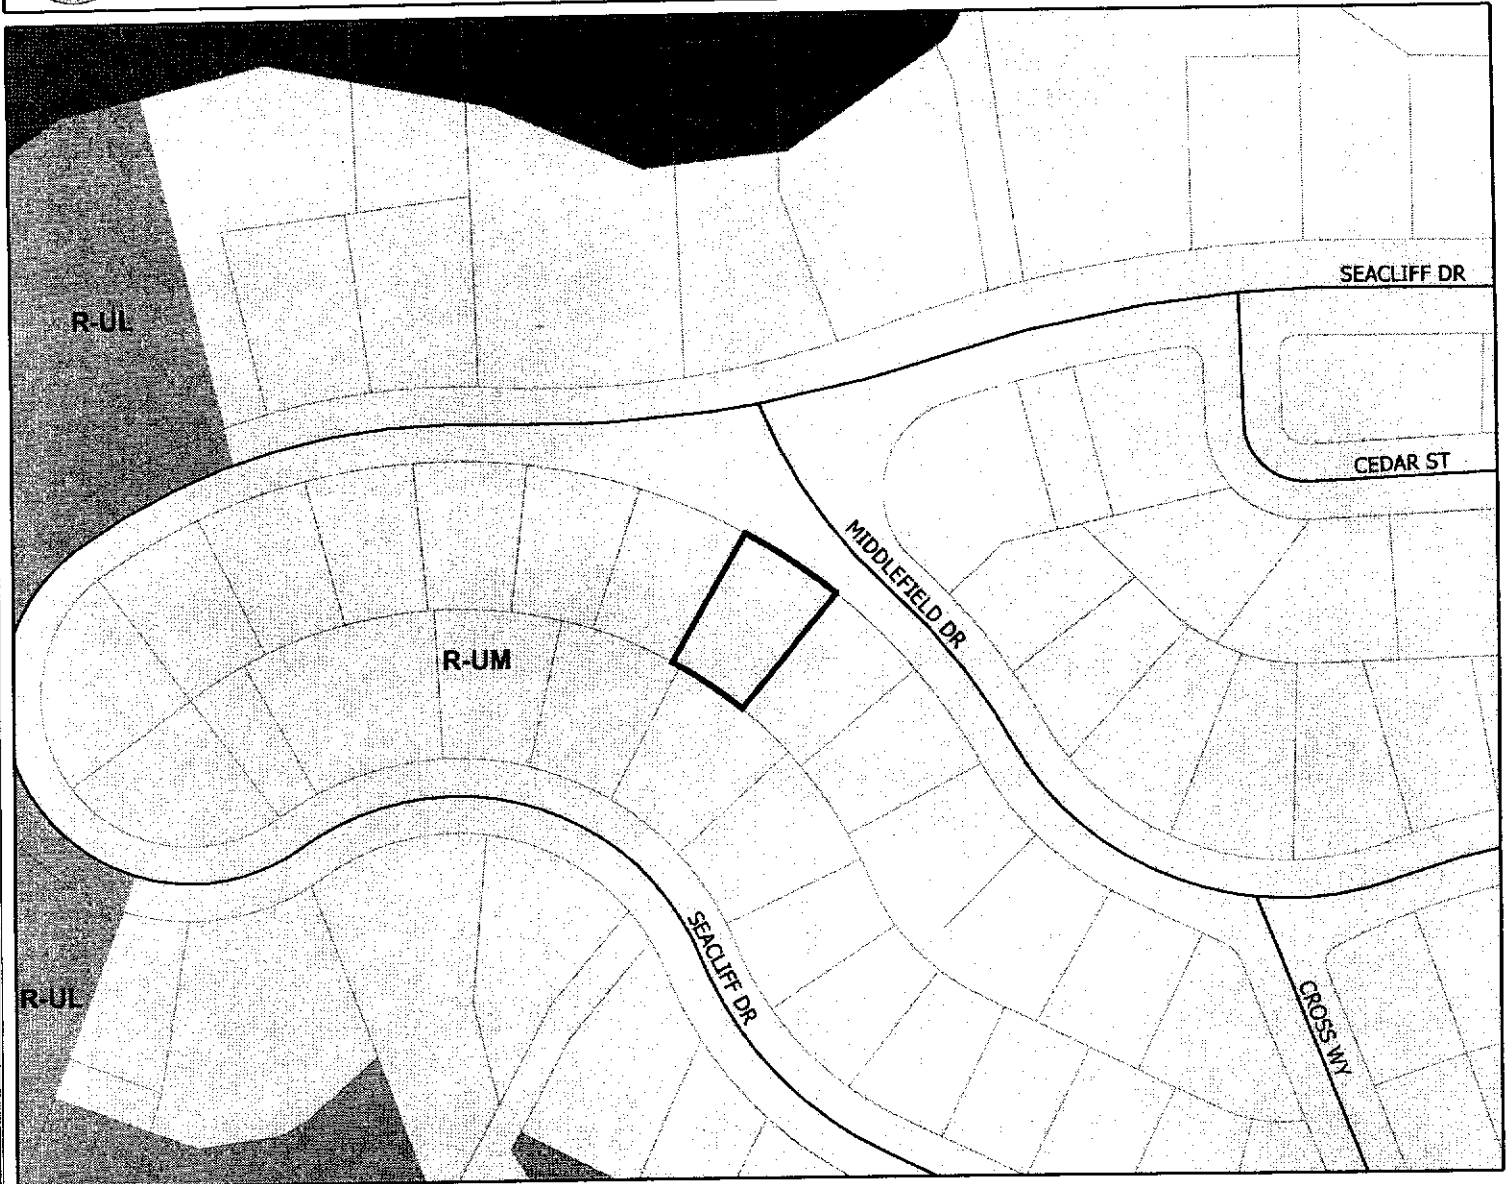 SEACLIFF DR
R-UL
CEDAR ST
MIDDLEFIELD DR
R-UM
SEACLIFF DR
R-UL
CROSS WY